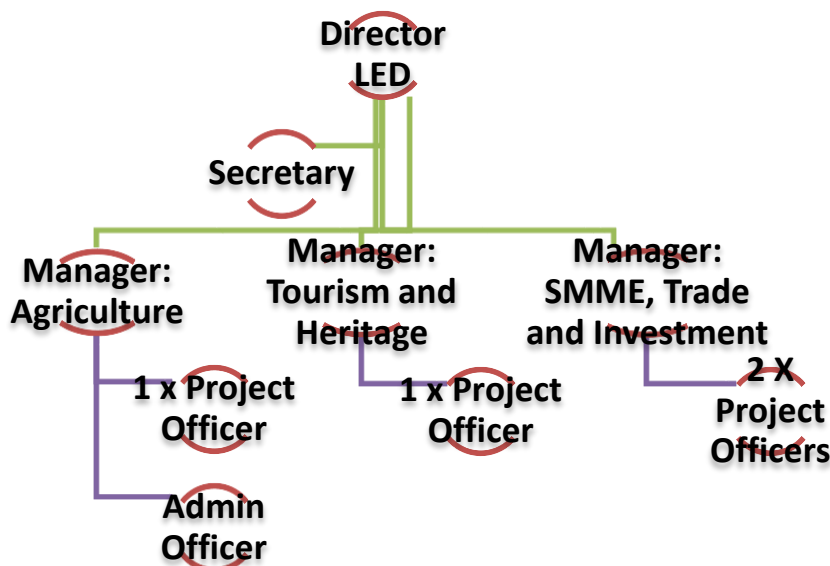 Director
LED
Secretary
Manager:
Agriculture
Manager:
Tourism and
Heritage
Manager:
SMME, Trade
and Investment
1 x Project
Officer
1 x Project
Officer
2 X
Project
Officers
Admin
Officer